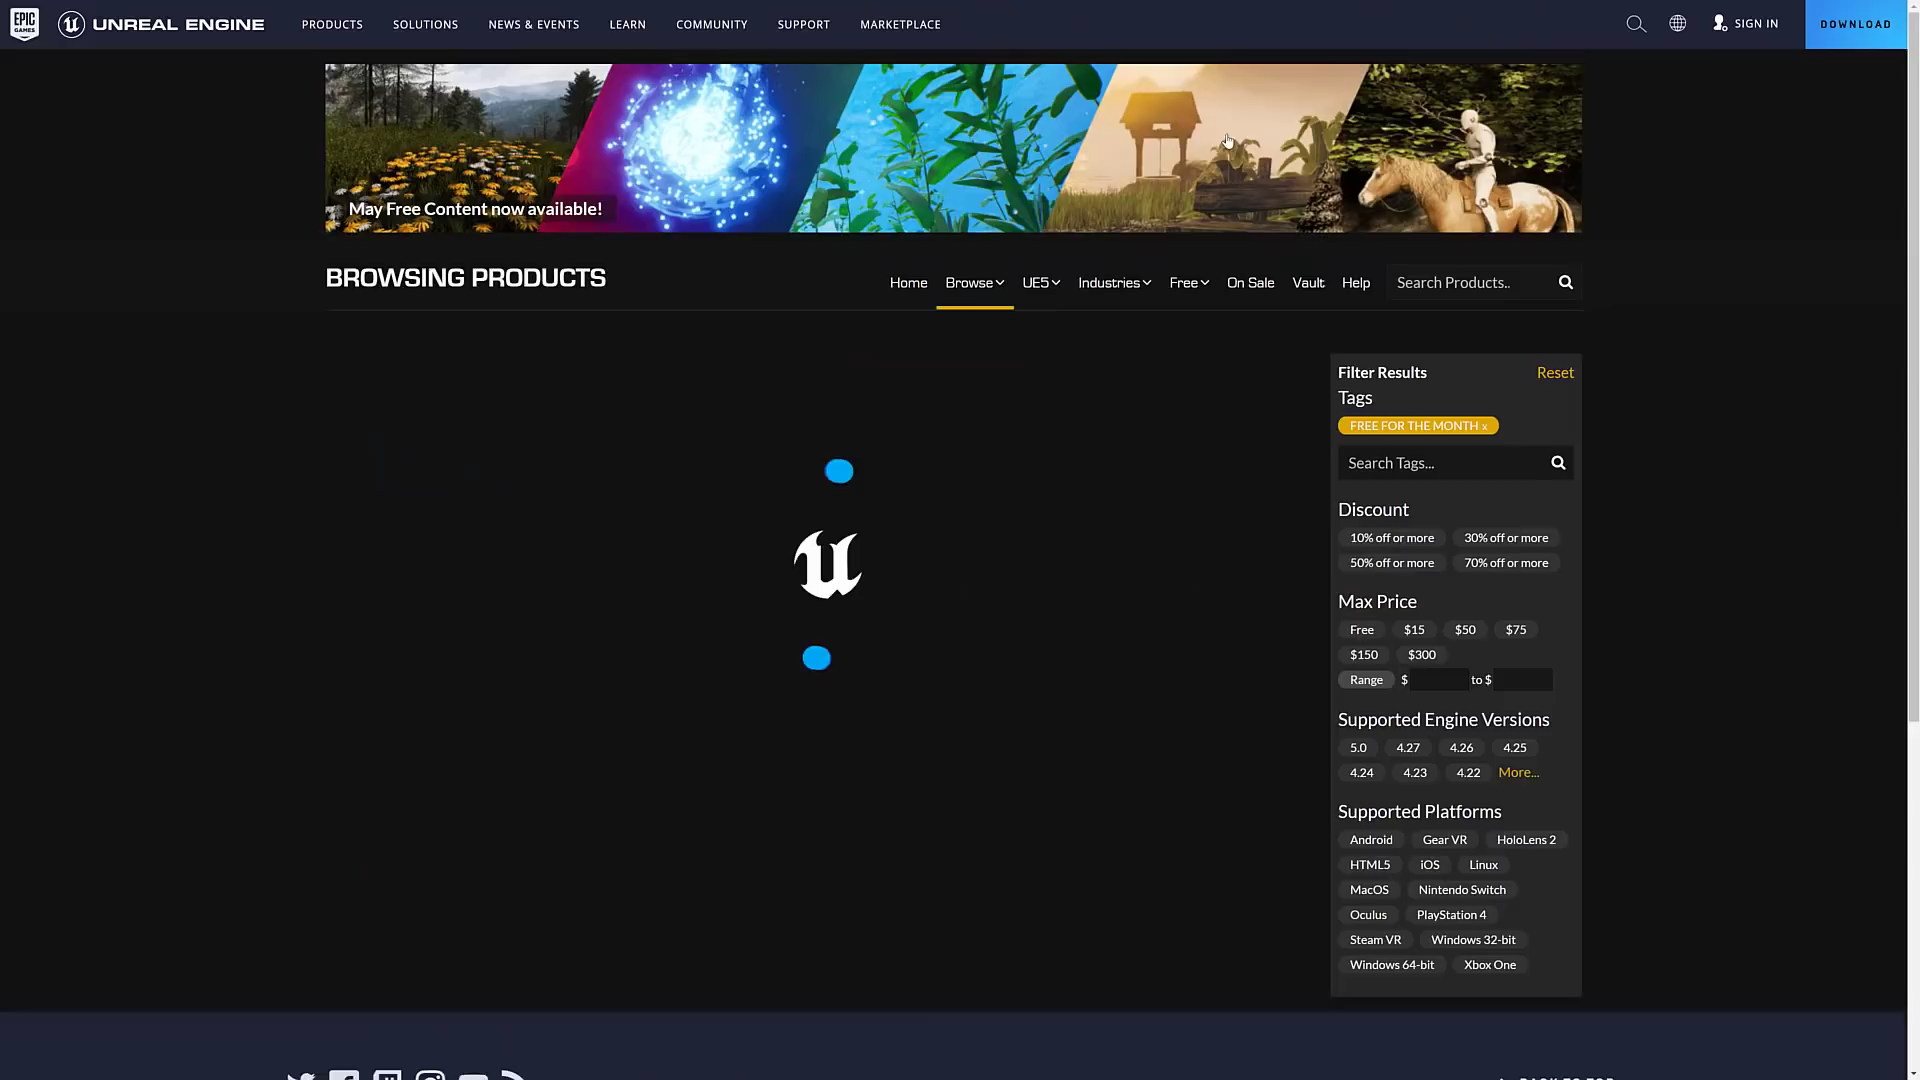 EPIC GAMES
UNREAL ENGINE
PRODUCTS
SOLUTIONS
NEWS & EVENTS
LEARN
COMMUNITY
SUPPORT
MARKETPLACE
SIGN IN
DOWNLOAD
May Free Content now available!
BROWSING PRODUCTS
Home
Browse
UE5
Industries
Free
On Sale
Vault
Help
Search Products..
Filter Results
Reset
Tags
FREE FOR THE MONTH x
Search Tags...
Discount
10% off or more 30% off or more
50% off or more 70% off or more
Max Price
Free $15 $50 $75
$150 $300
Range $ to $
Supported Engine Versions
5.0 4.27 4.26 4.25
4.24 4.23 4.22 More...
Supported Platforms
Android Gear VR HoloLens 2
HTML5 iOS Linux
MacOS Nintendo Switch
Oculus PlayStation 4
Steam VR Windows 32-bit
Windows 64-bit Xbox One